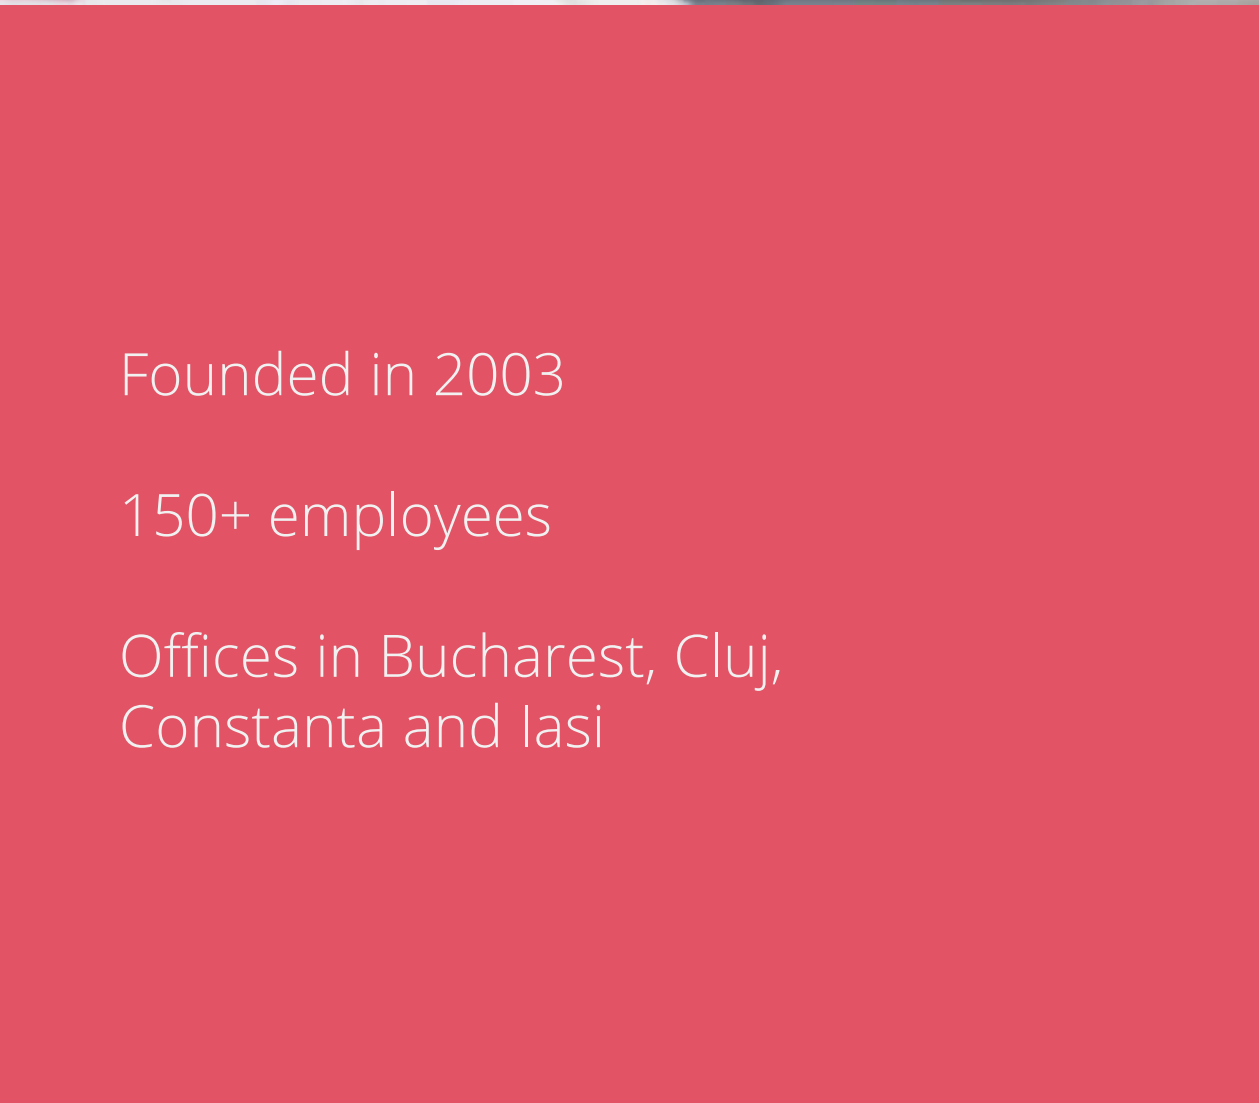 Founded in 2003
150+ employees
Offices in Bucharest, Cluj,
Constanta and Iasi